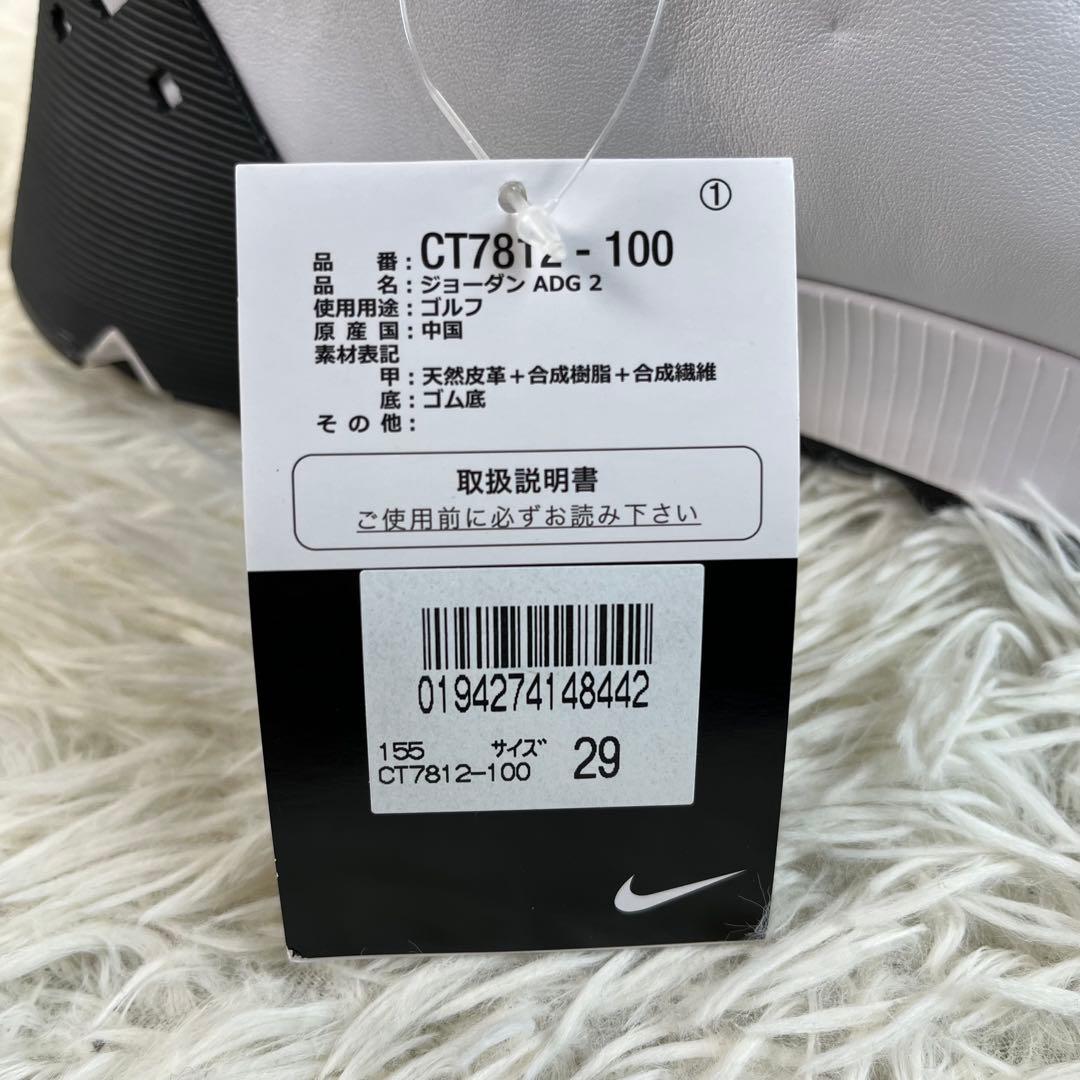 ①
品番:CT7812-100
品名:ジョーダン ADG 2
使用用途:ゴルフ
原産国:中国
素材表記
甲:天然皮革+合成樹脂+合成繊維
底:ゴム底
その他:
取扱説明書
ご使用前に必ずお読み下さい
0194274148442
155 サイズ 29
CT7812-100